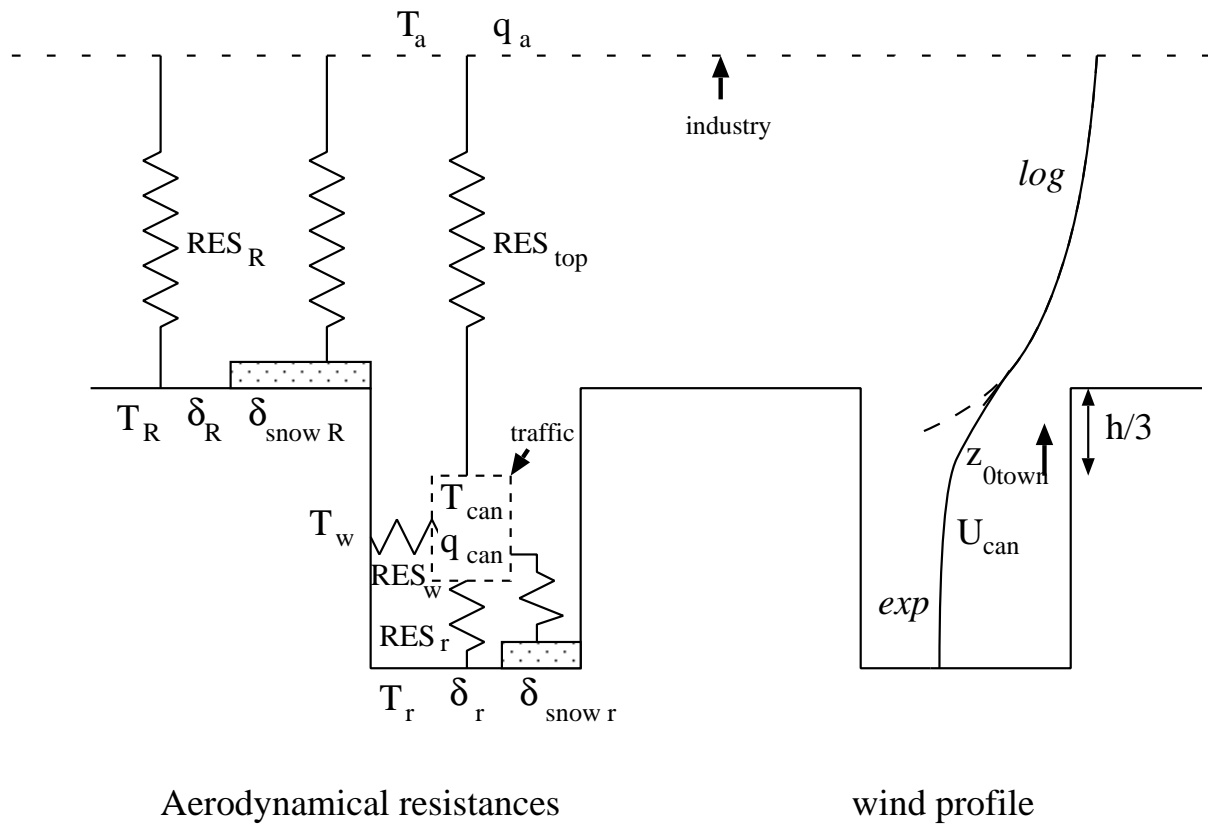 T_a q_a
industry
log
RES_R RES_top
T_R δ_R δ_snow R
traffic
h/3
z_0town
T_can
T_w q_can
U_can
RES_w
exp
RES_r
T_r δ_r δ_snow r
Aerodynamical resistances wind profile